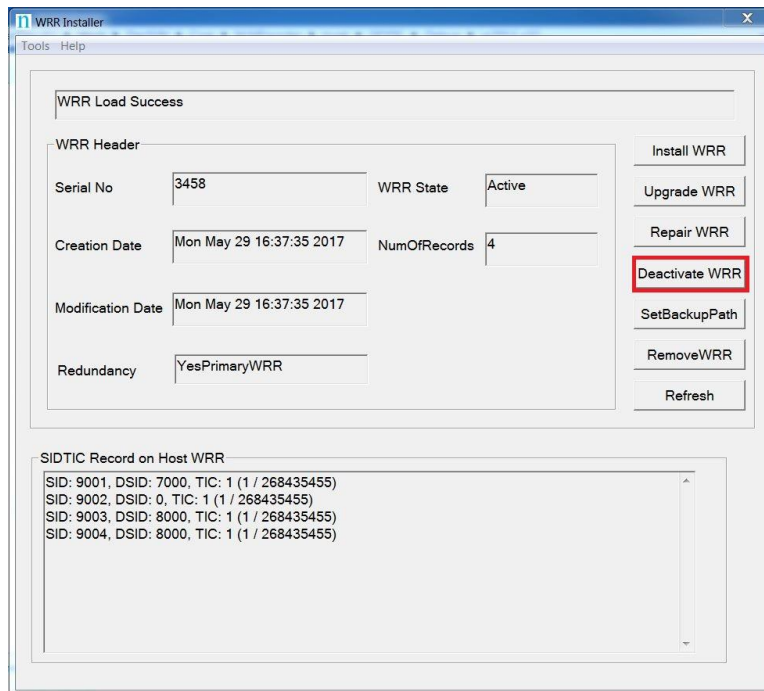 n WRR Installer X
Tools Help
WRR Load Success
WRR Header
Serial No 3458 WRR State Active
Creation Date Mon May 29 16:37:35 2017 NumOfRecords 4
Modification Date Mon May 29 16:37:35 2017
Redundancy YesPrimaryWRR
Install WRR
Upgrade WRR
Repair WRR
Deactivate WRR
SetBackupPath
RemoveWRR
Refresh
SIDTIC Record on Host WRR
SID: 9001, DSID: 7000, TIC: 1 (1 / 268435455)
SID: 9002, DSID: 0, TIC: 1 (1 / 268435455)
SID: 9003, DSID: 8000, TIC: 1 (1 / 268435455)
SID: 9004, DSID: 8000, TIC: 1 (1 / 268435455)